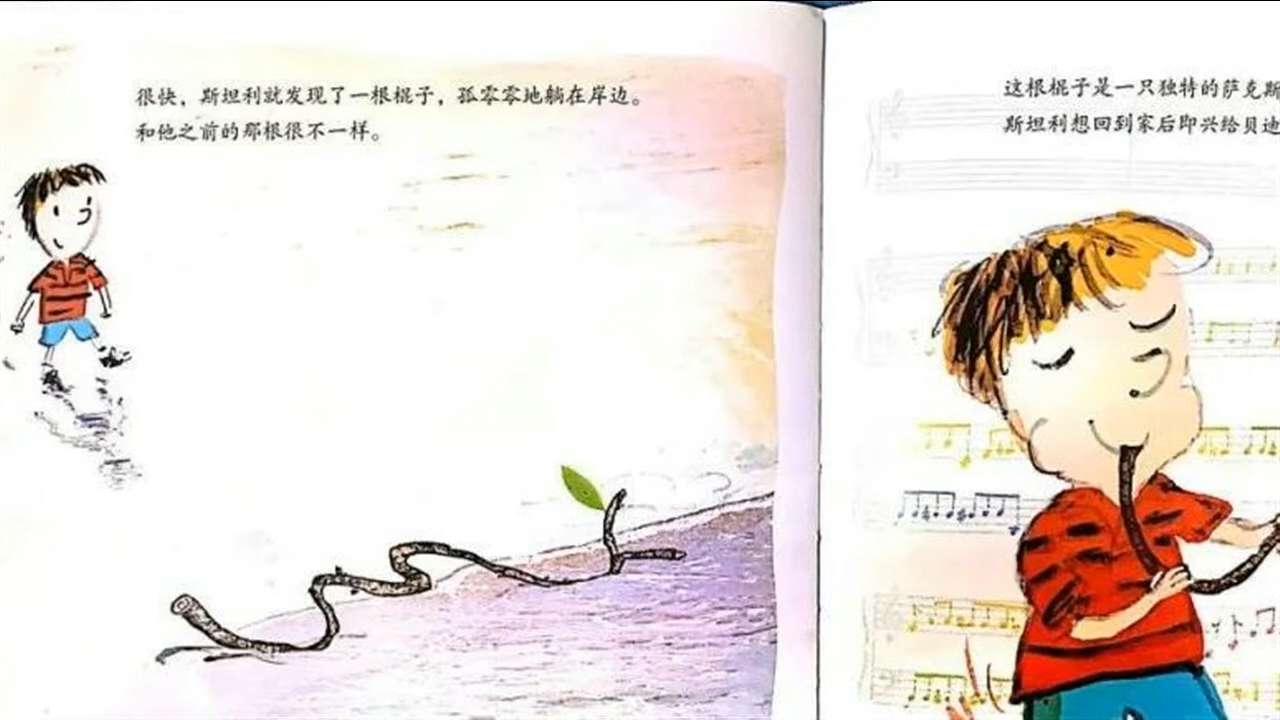 很快，斯坦利就发现了一根棍子，孤零零地躺在岸边。
和他之前的那根很不一样。
这根棍子是一只独特的萨克斯
斯坦利想回到家后即兴给贝迪